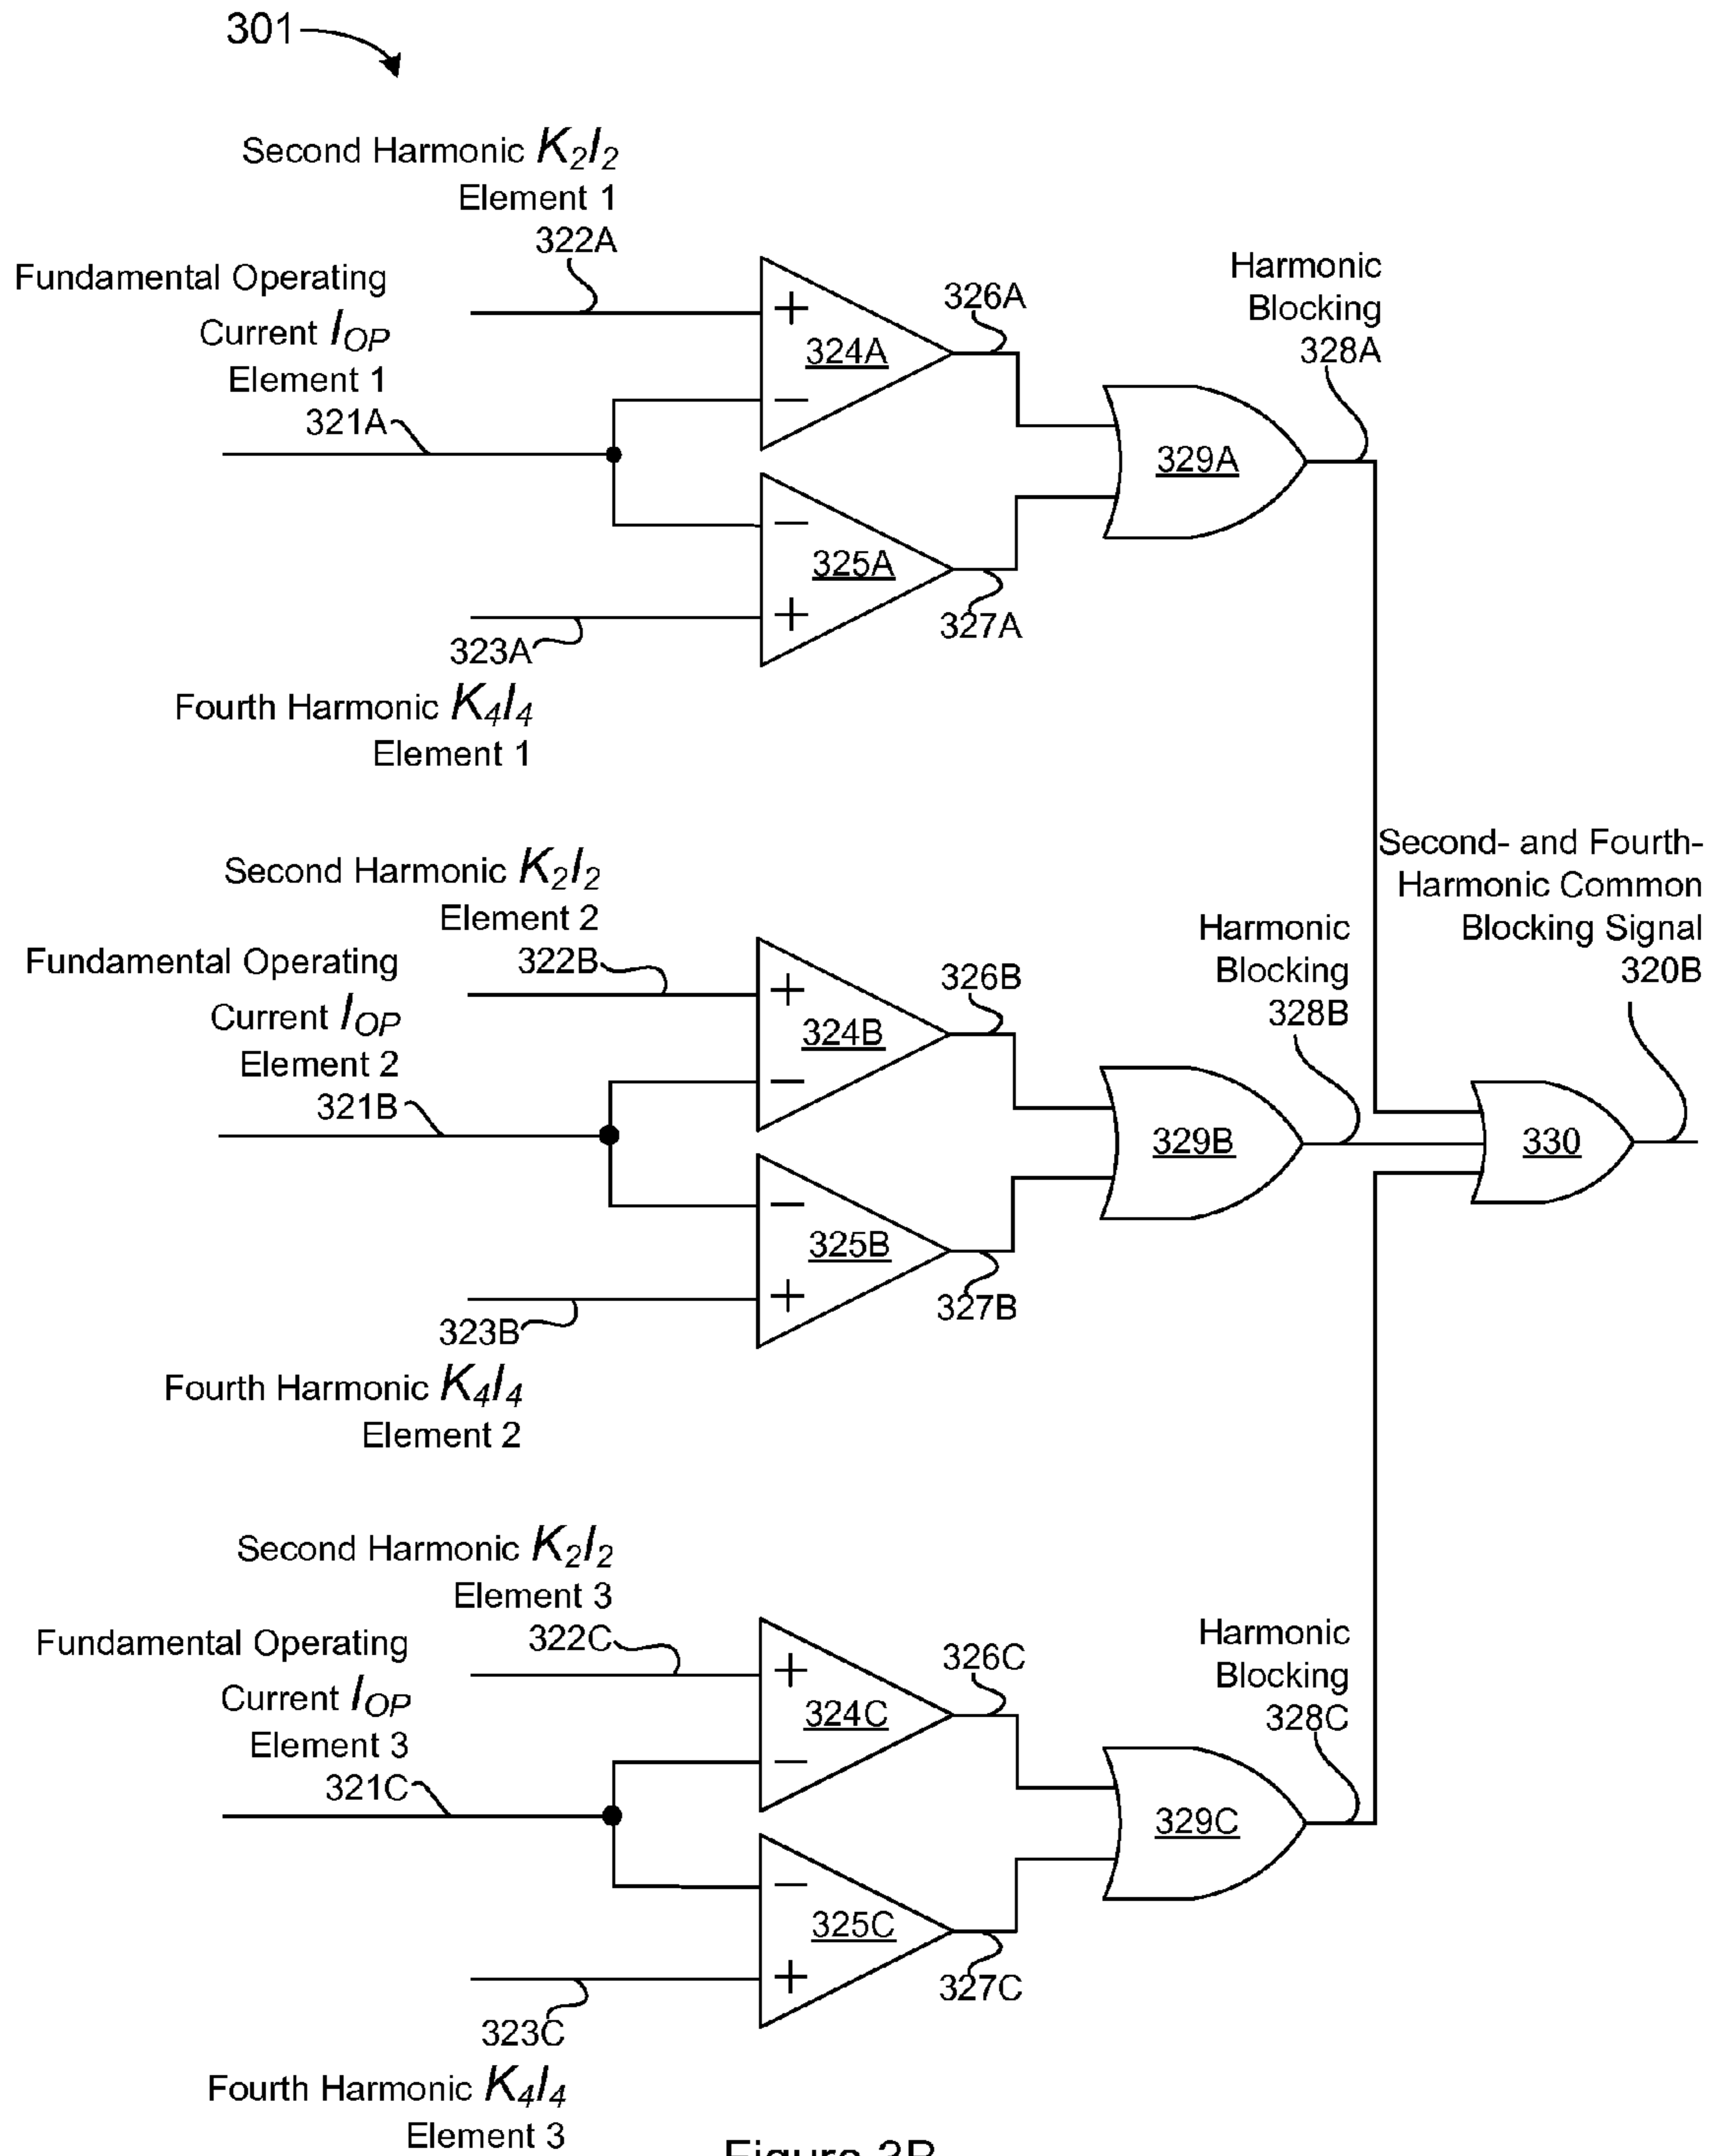 301
Second Harmonic K2I2
Element 1
322A
Fundamental Operating
Current IOP
Element 1
321A
+
324A
−
326A
Harmonic
Blocking
328A
329A
−
325A
+
327A
323A
Fourth Harmonic K4I4
Element 1
Second Harmonic K2I2
Element 2
322B
Fundamental Operating
Current IOP
Element 2
321B
+
324B
−
326B
Harmonic
Blocking
328B
Second- and Fourth-
Harmonic Common
Blocking Signal
320B
329B
330
−
325B
+
327B
323B
Fourth Harmonic K4I4
Element 2
Second Harmonic K2I2
Element 3
322C
Fundamental Operating
Current IOP
Element 3
321C
+
324C
−
326C
Harmonic
Blocking
328C
329C
−
325C
+
327C
323C
Fourth Harmonic K4I4
Element 3
Figure 3B